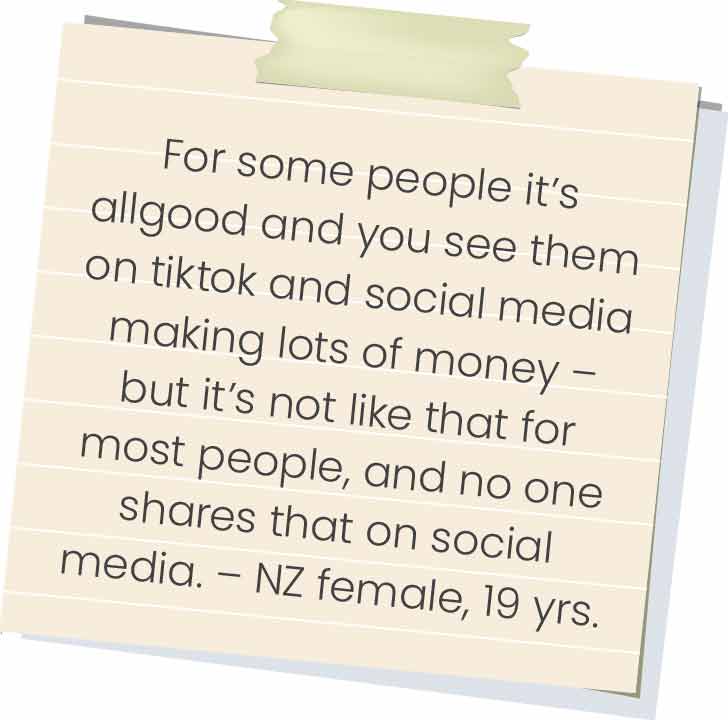 For some people it’s
allgood and you see them
on tiktok and social media
making lots of money –
but it’s not like that for
most people, and no one
shares that on social
media. – NZ female, 19 yrs.